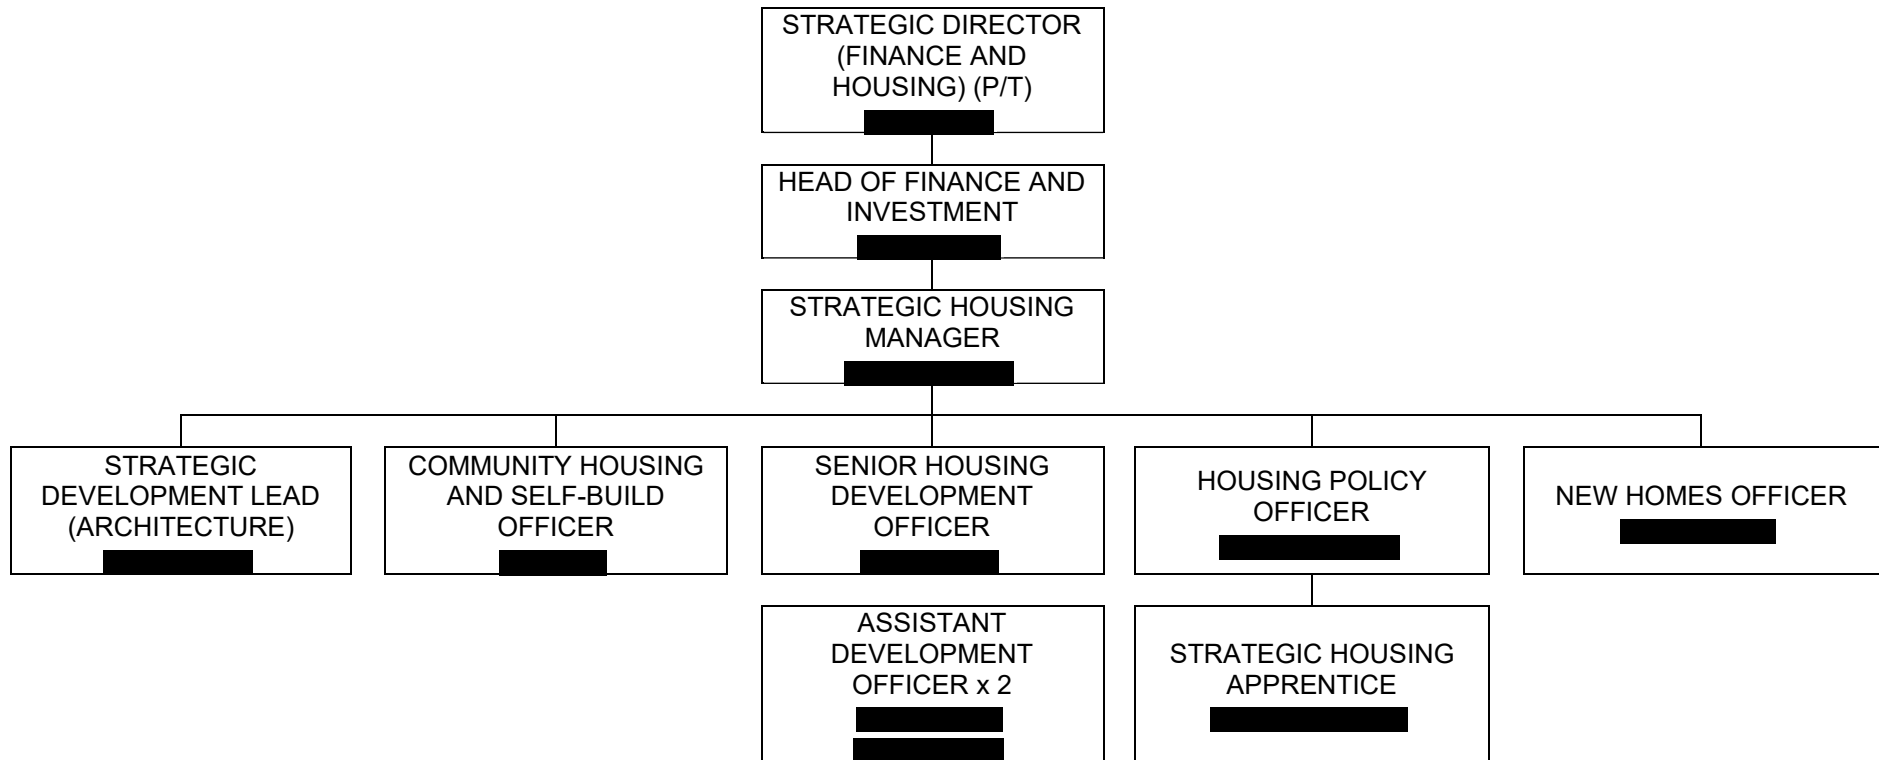 STRATEGIC DIRECTOR
(FINANCE AND
HOUSING) (P/T)
HEAD OF FINANCE AND
INVESTMENT
STRATEGIC HOUSING
MANAGER
STRATEGIC
DEVELOPMENT LEAD
(ARCHITECTURE)
COMMUNITY HOUSING
AND SELF-BUILD
OFFICER
SENIOR HOUSING
DEVELOPMENT
OFFICER
HOUSING POLICY
OFFICER
NEW HOMES OFFICER
ASSISTANT
DEVELOPMENT
OFFICER x 2
STRATEGIC HOUSING
APPRENTICE